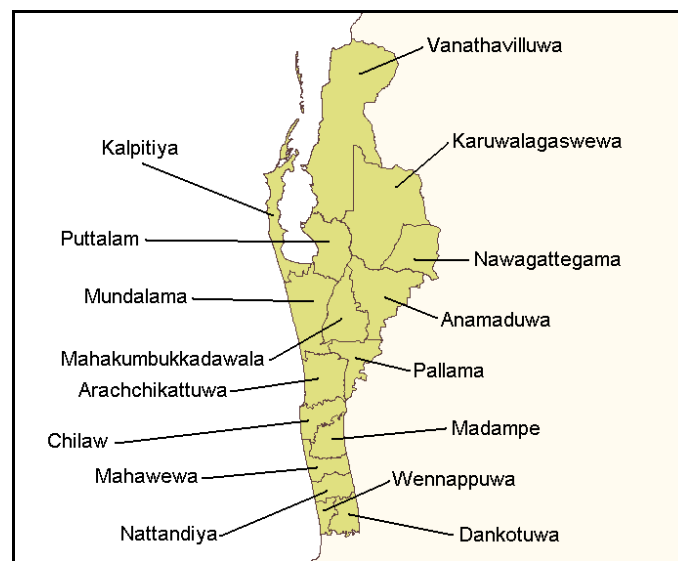 Vanathavilluwa
Karuwalagaswewa
Kalpitiya
Puttalam
Nawagattegama
Mundalama
Anamaduwa
Mahakumbukkadawala
Pallama
Arachchikattuwa
Chilaw
Madampe
Mahawewa
Wennappuwa
Nattandiya
Dankotuwa